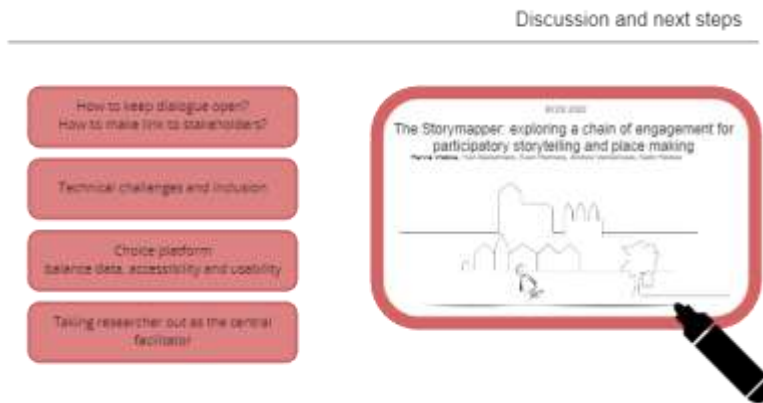 Discussion and next steps
How to keep dialogue open?
How to make link to stakeholders?
Technical challenges and inclusion
Choice platform:
balance data, accessibility and usability
Taking researcher out as the central
facilitator
The Storymapper: exploring a chain of engagement for
participatory storytelling and place making